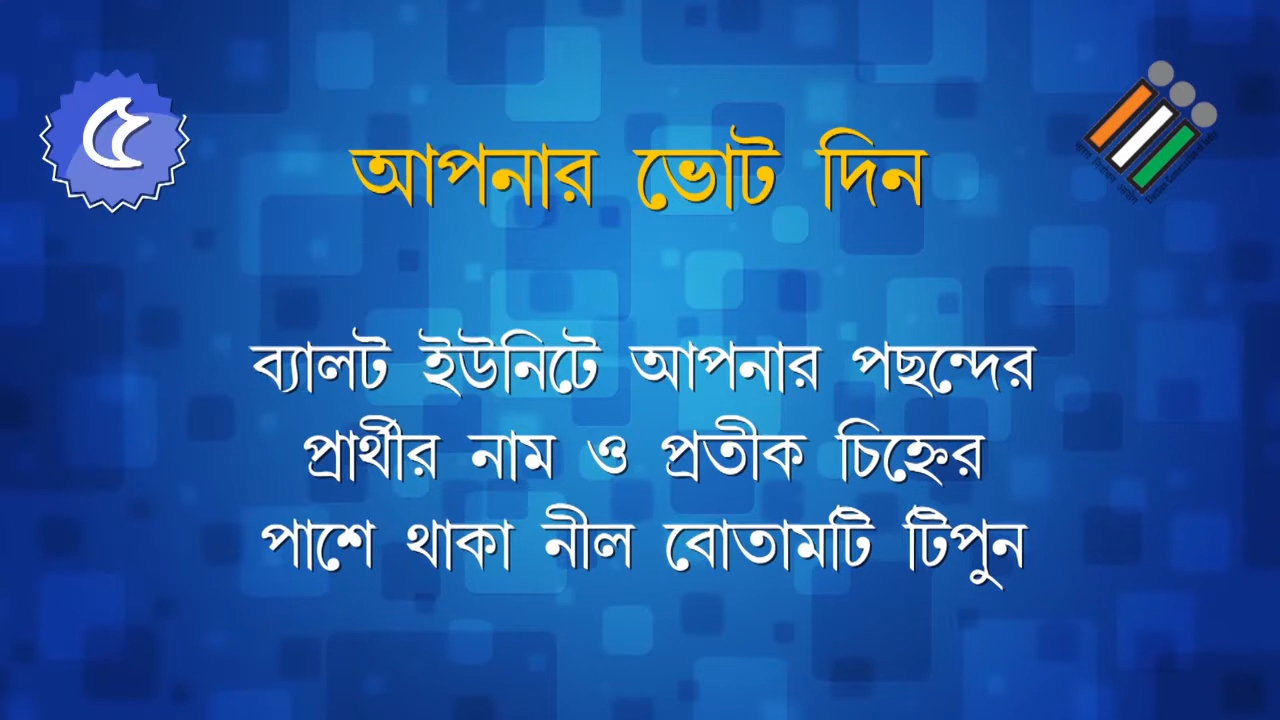 ৫
আপনার ভোট দিন
ব্যালট ইউনিটে আপনার পছন্দের
প্রার্থীর নাম ও প্রতীক চিহ্নের
পাশে থাকা নীল বোতামটি টিপুন